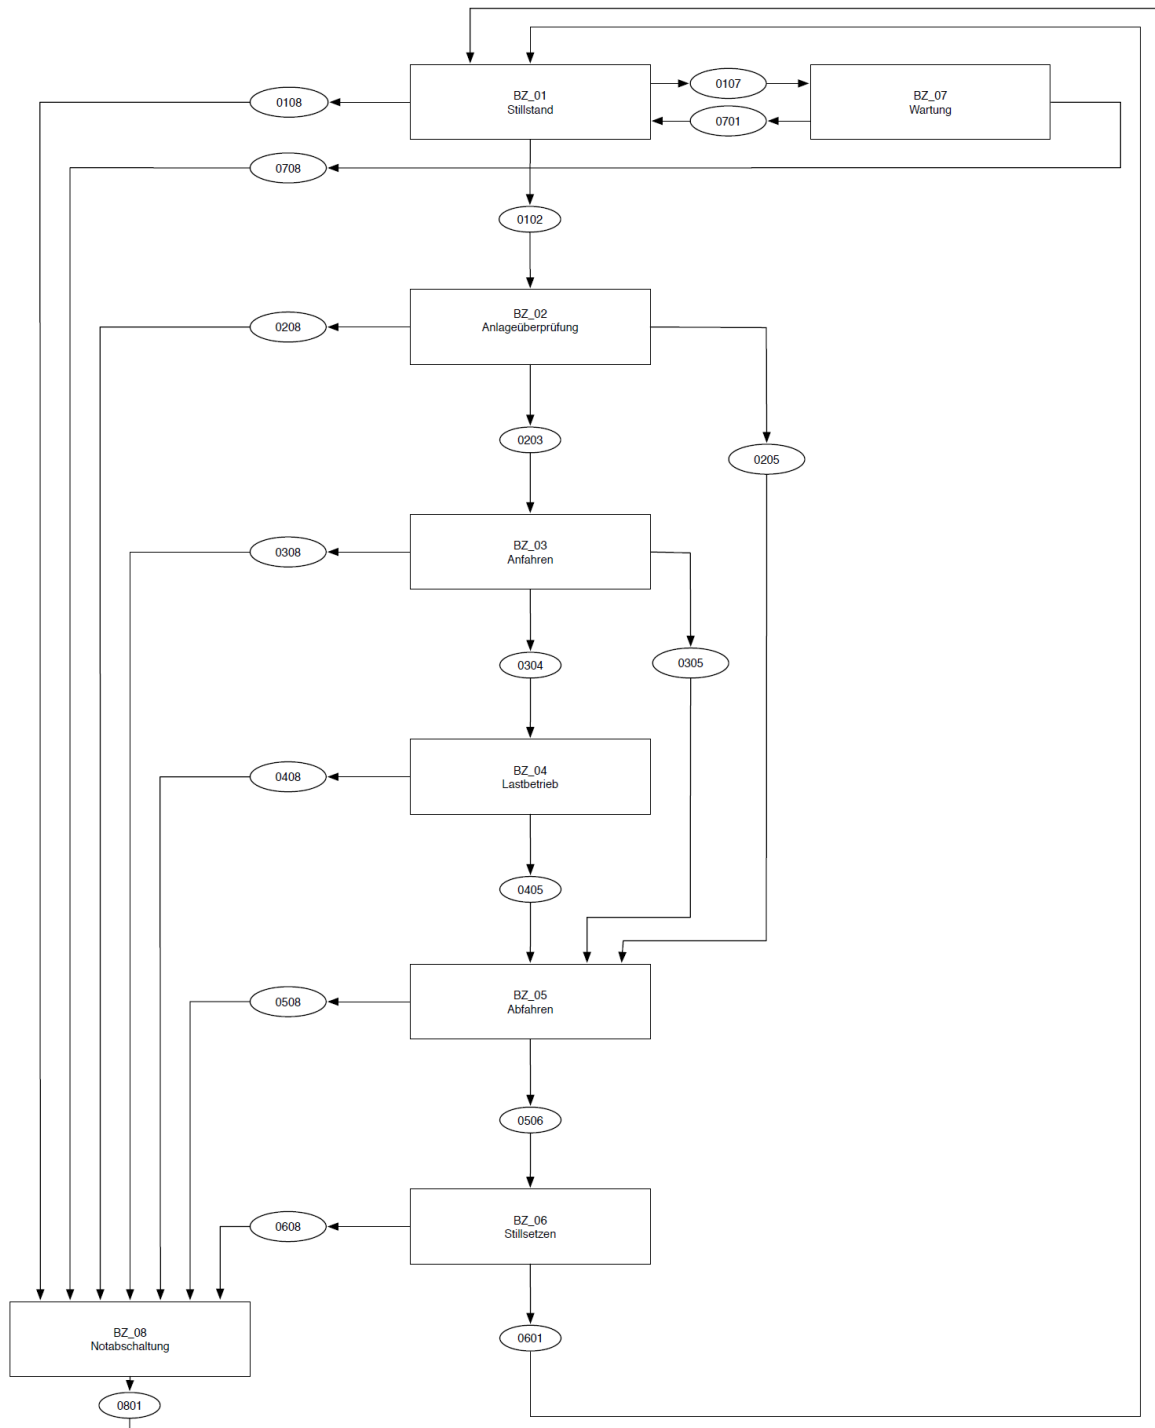 0107
BZ_01
Stillstand
BZ_07
Wartung
0108
0701
0708
0102
BZ_02
Anlageüberprüfung
0208
0203
0205
BZ_03
Anfahren
0308
0304
0305
BZ_04
Lastbetrieb
0408
0405
BZ_05
Abfahren
0508
0506
BZ_06
Stillsetzen
0608
BZ_08
Notabschaltung
0601
0801